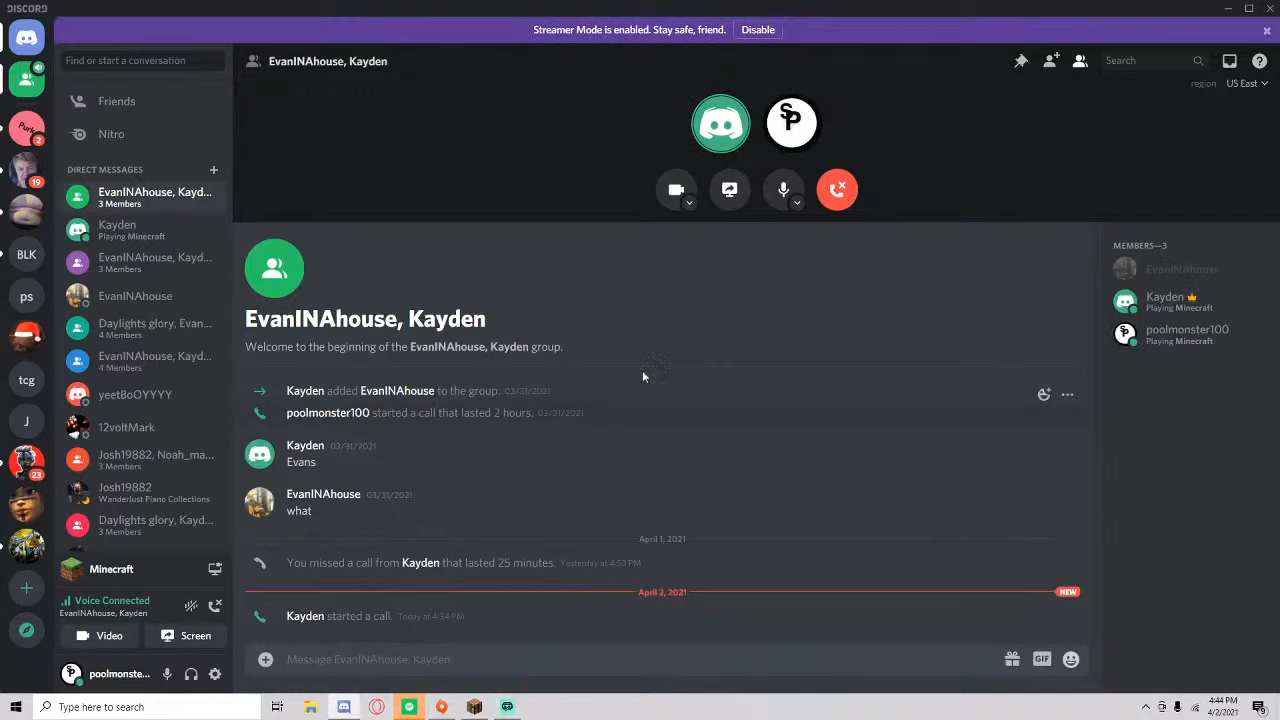 DISCORD
Streamer Mode is enabled. Stay safe, friend. Disable
Find or start a conversation
EvanINAhouse, Kayden
Search
region US East
SP
Friends
Nitro
DIRECT MESSAGES
EvanINAhouse, Kayd...
3 Members
Kayden
Playing Minecraft
EvanINAhouse, Kayd...
3 Members
EvanINAhouse
Daylights glory, Evan...
4 Members
EvanINAhouse, Kayd...
4 Members
yeetBoOYYYY
12voltMark
Josh19882, Noah_ma...
3 Members
Josh19882
Wanderlust Piano Collections
Daylights glory, Kayd...
3 Members
Minecraft
Voice Connected
EvanINAhouse, Kayden
Video
Screen
poolmonste...
Purk
2
19
BLK
ps
tcg
J
23
EvanINAhouse, Kayden
Welcome to the beginning of the EvanINAhouse, Kayden group.
Kayden added EvanINAhouse to the group. 03/31/2021
poolmonster100 started a call that lasted 2 hours. 03/31/2021
Kayden 03/31/2021
Evans
EvanINAhouse 03/31/2021
what
April 1, 2021
You missed a call from Kayden that lasted 25 minutes. Yesterday at 4:53 PM
April 2, 2021 NEW
Kayden started a call. Today at 4:34 PM
Message EvanINAhouse, Kayden
GIF
MEMBERS—3
EvanINAhouse
Kayden
Playing Minecraft
poolmonster100
Playing Minecraft
Type here to search
4:44 PM
4/2/2021
9